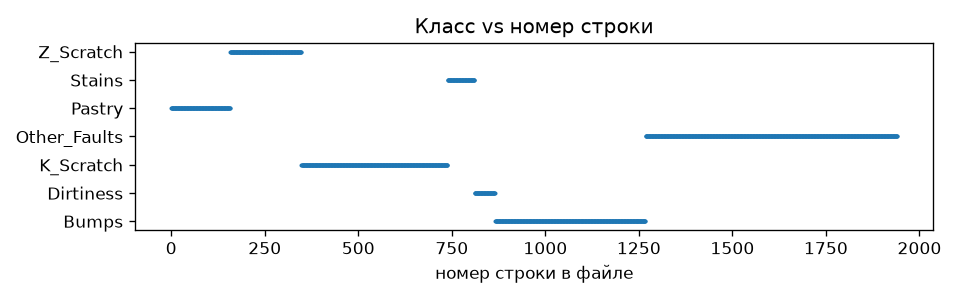 Класс vs номер строки
Z_Scratch
Stains
Pastry
Other_Faults
K_Scratch
Dirtiness
Bumps
0 250 500 750 1000 1250 1500 1750 2000
номер строки в файле